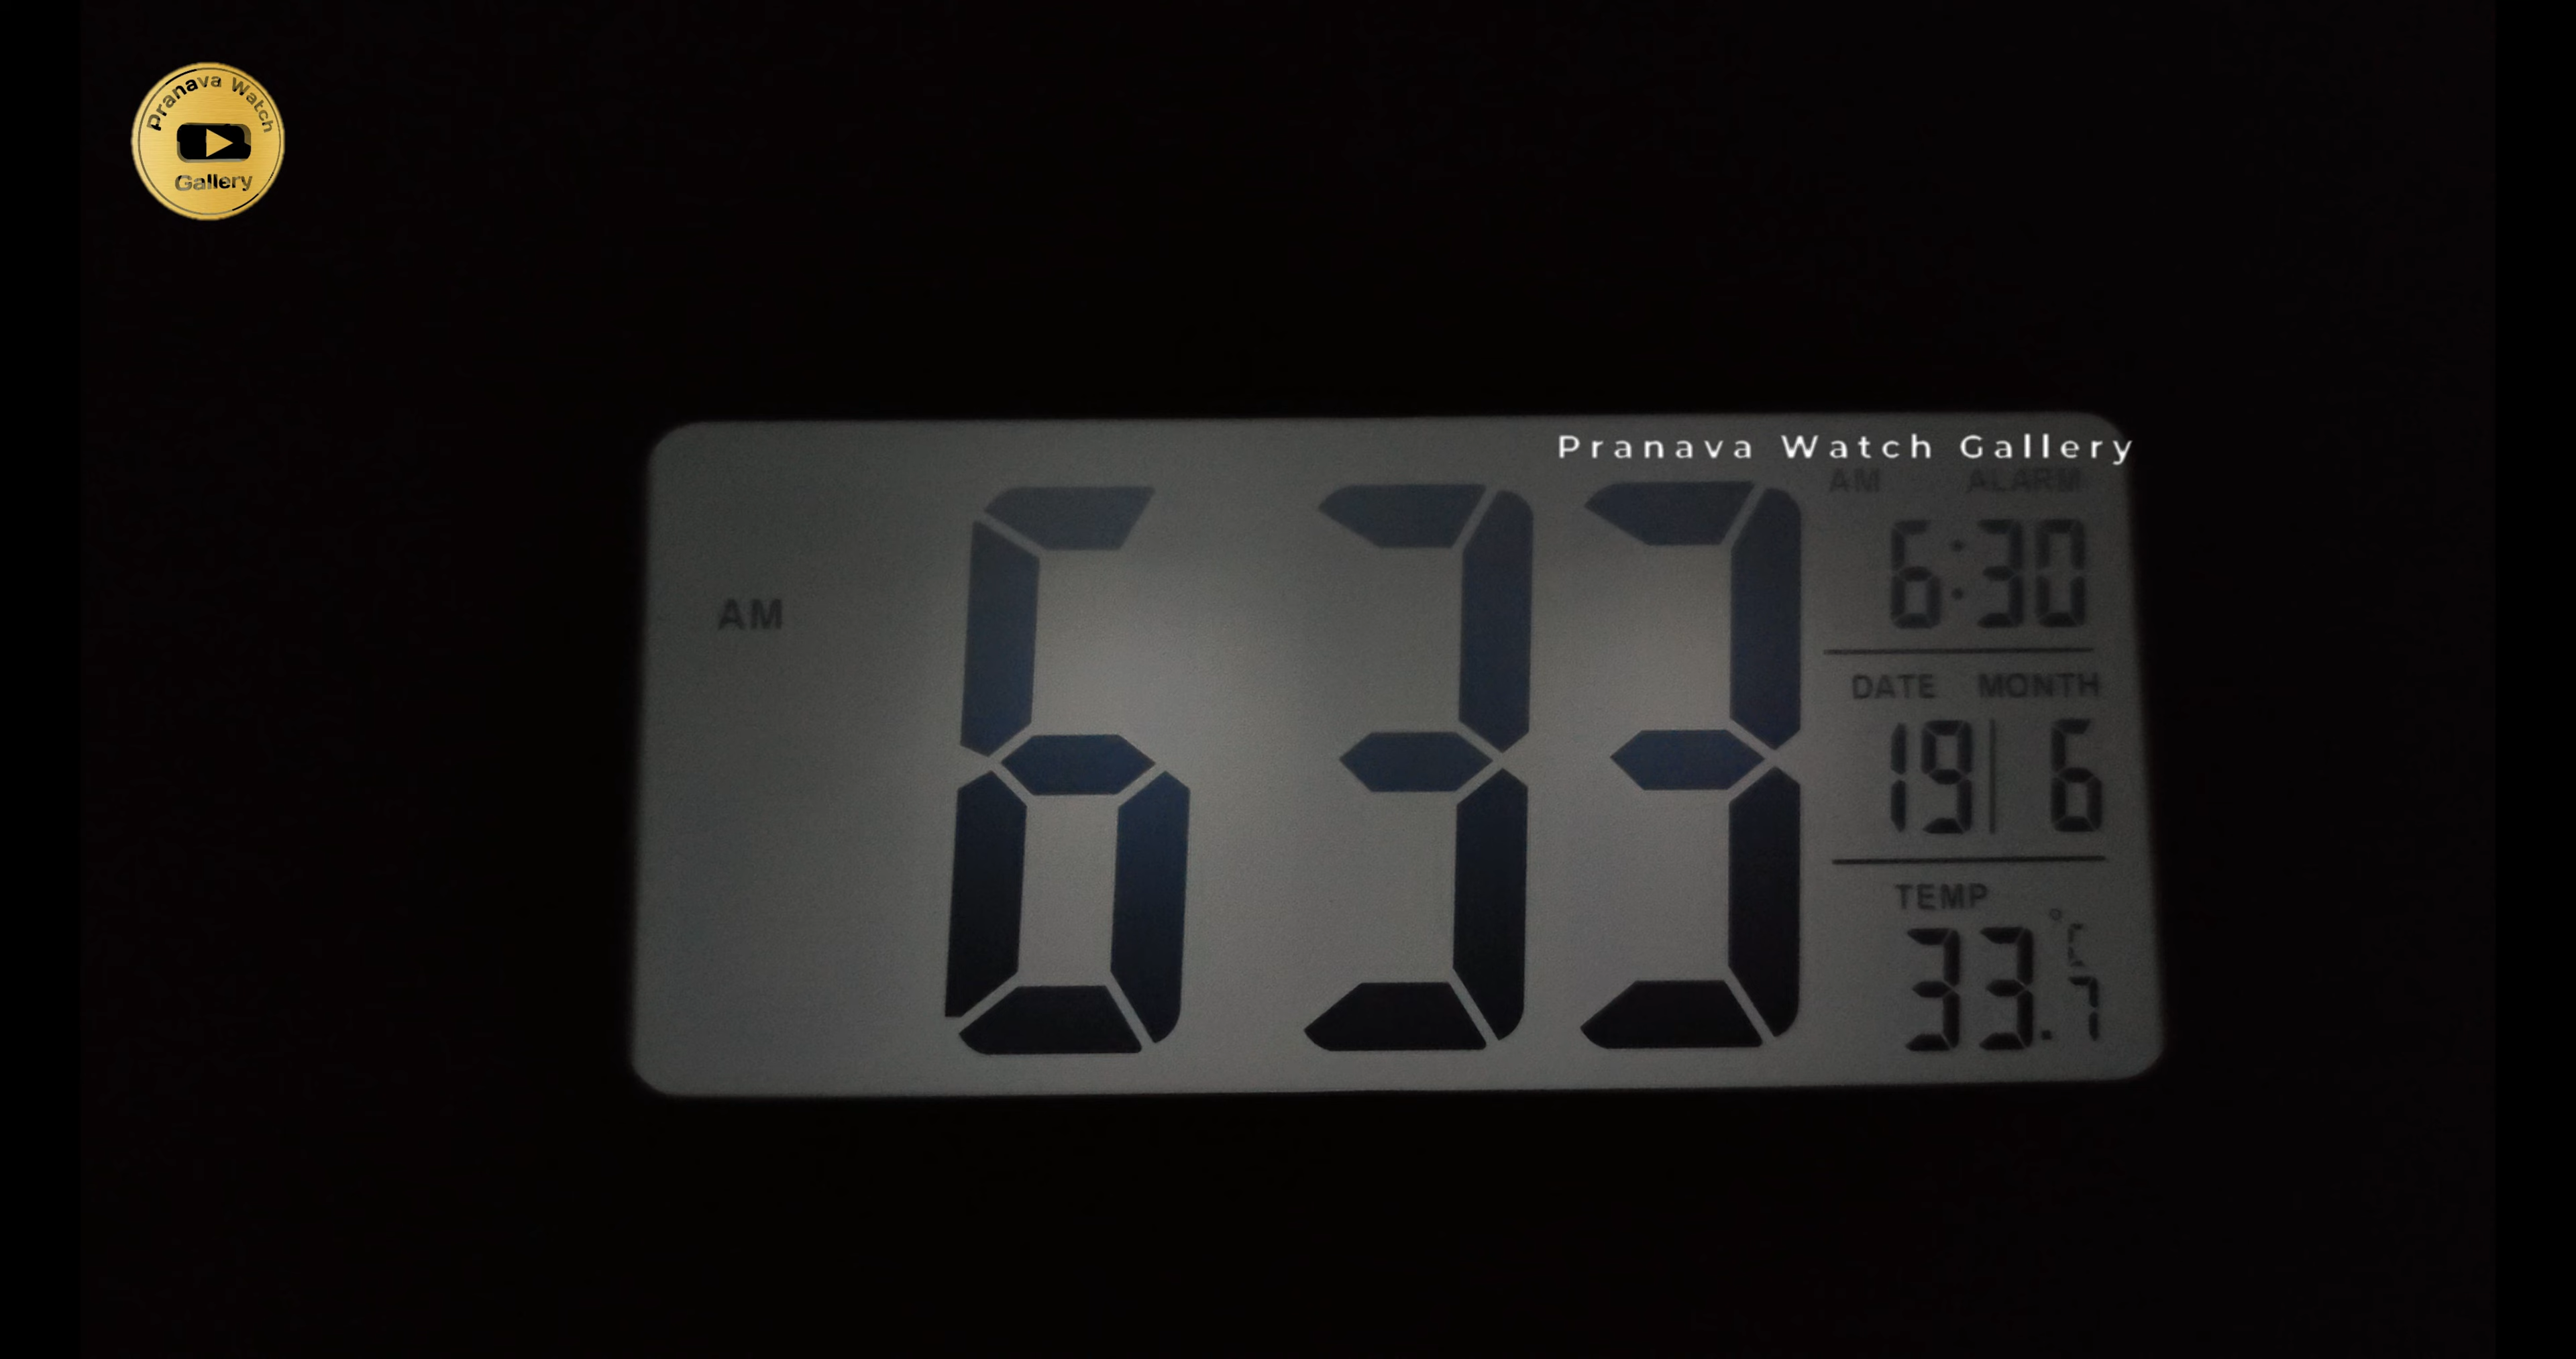 Pranava Watch
Gallery
Pranava Watch Gallery
AM ALARM
6:30
AM
6 33
DATE MONTH
19| 6
TEMP
33.7 °C